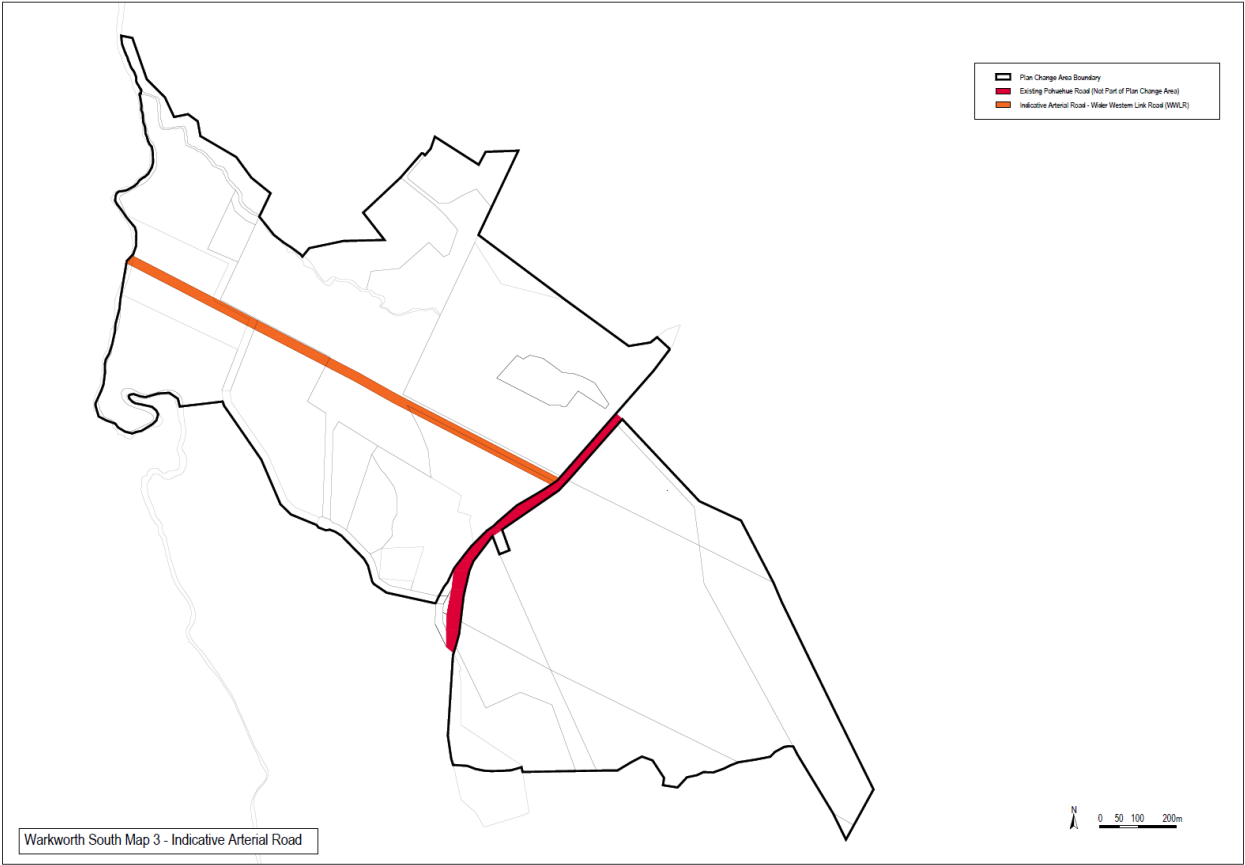 Plan Change Area Boundary
Existing Pohuehue Road (Not Part of Plan Change Area)
Indicative Arterial Road - Wider Western Link Road (WWLR)
N
0 50 100 200m
Warkworth South Map 3 - Indicative Arterial Road